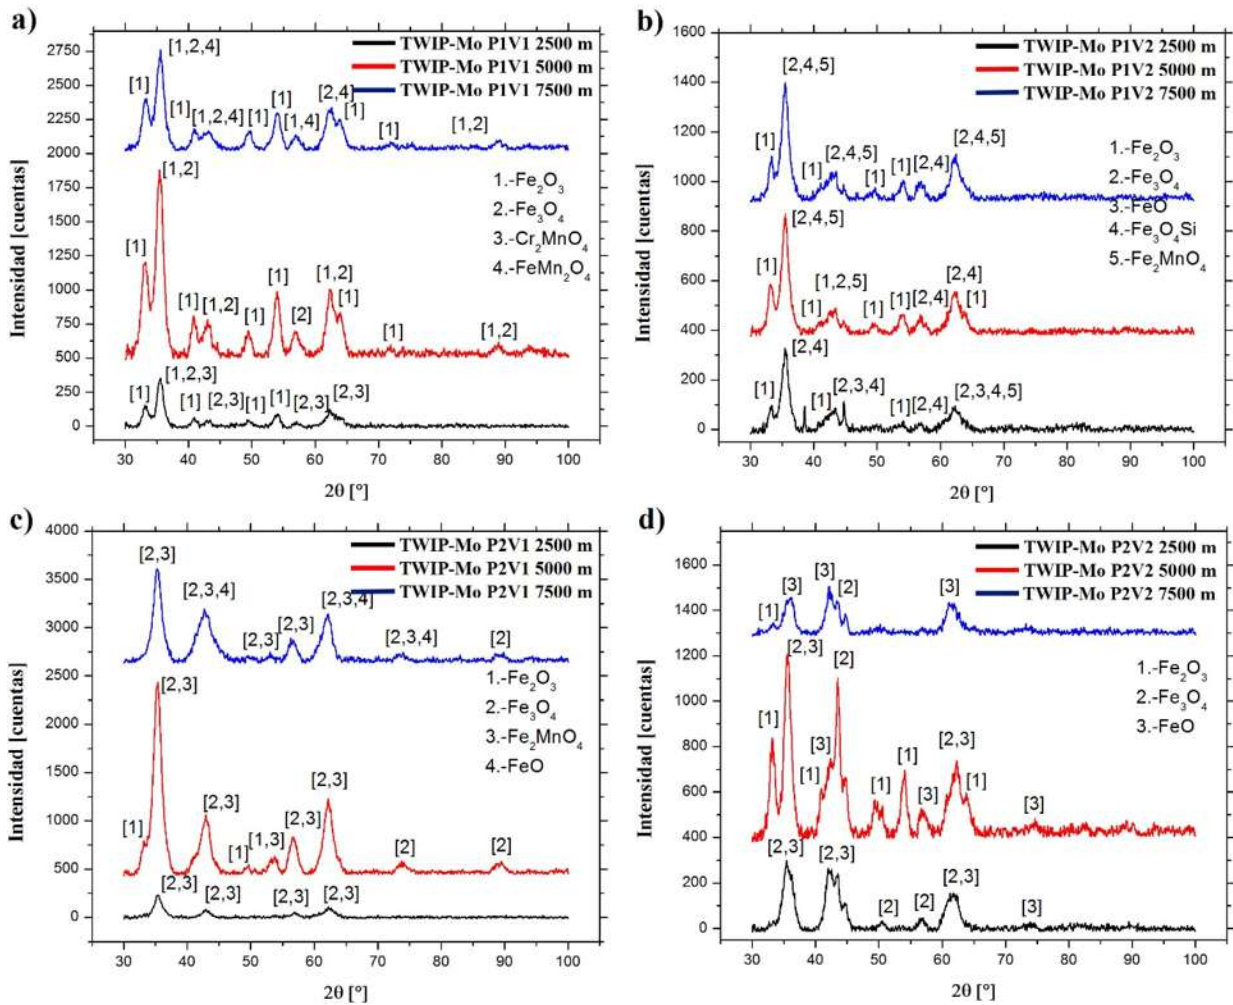 a)
TWIP-Mo P1V1 2500 m
TWIP-Mo P1V1 5000 m
TWIP-Mo P1V1 7500 m
[1] [1,2,4] [1] [1,2,4] [1] [1] [1,4] [2,4] [1] [1] [1,2]
1.-Fe₂O₃
2.-Fe₃O₄
3.-Cr₂MnO₄
4.-FeMn₂O₄
[1] [1,2] [1] [1,2] [1] [1] [2] [1,2] [1] [1] [1,2]
[1] [1,2,3] [1] [2,3] [1] [1] [2,3] [2,3]
2750
2500
2250
2000
1750
1500
1250
1000
750
500
250
0
Intensidad [cuentas]
30 40 50 60 70 80 90 100
2θ [°]
b)
TWIP-Mo P1V2 2500 m
TWIP-Mo P1V2 5000 m
TWIP-Mo P1V2 7500 m
[1] [2,4,5] [1] [2,4,5] [1] [1] [2,4] [2,4,5]
1.-Fe₂O₃
2.-Fe₃O₄
3.-FeO
4.-Fe₃O₄Si
5.-Fe₂MnO₄
[1] [2,4,5] [1] [1,2,5] [1] [1] [2,4] [2,4] [1]
[1] [2,4] [1] [2,3,4] [1] [2,4] [2,3,4,5]
1600
1400
1200
1000
800
600
400
200
0
Intensidad [cuentas]
30 40 50 60 70 80 90 100
2θ [°]
c)
TWIP-Mo P2V1 2500 m
TWIP-Mo P2V1 5000 m
TWIP-Mo P2V1 7500 m
[2,3] [2,3,4] [2,3] [2,3] [2,3,4] [2,3,4] [2]
1.-Fe₂O₃
2.-Fe₃O₄
3.-Fe₂MnO₄
4.-FeO
[1] [2,3] [2,3] [1] [1,3] [2,3] [2,3] [2] [2]
[2,3] [2,3] [2,3] [2,3]
4000
3500
3000
2500
2000
1500
1000
500
0
Intensidad [cuentas]
30 40 50 60 70 80 90 100
2θ [°]
d)
TWIP-Mo P2V2 2500 m
TWIP-Mo P2V2 5000 m
TWIP-Mo P2V2 7500 m
[1] [3] [3] [2] [3]
1.-Fe₂O₃
2.-Fe₃O₄
3.-FeO
[1] [2,3] [1] [3] [2] [1] [1] [3] [2,3] [1] [3]
[2,3] [2,3] [2] [2] [2,3] [3]
1600
1400
1200
1000
800
600
400
200
0
Intensidad [cuentas]
30 40 50 60 70 80 90 100
2θ [°]